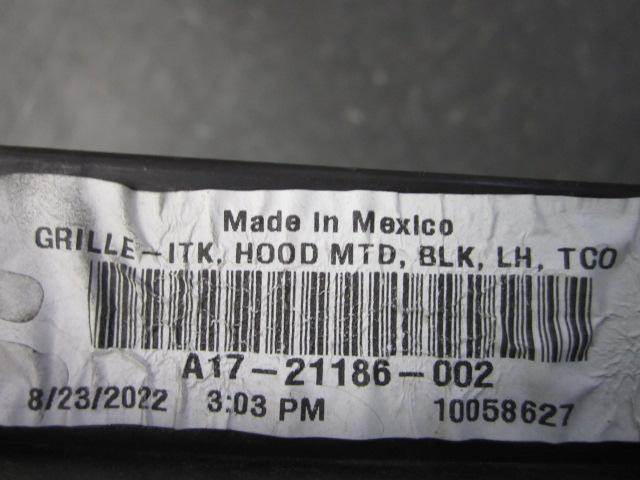 Made In Mexico
GRILLE-ITK, HOOD MTD, BLK, LH, TCO
A17-21186-002
8/23/2022 3:03 PM 10058627